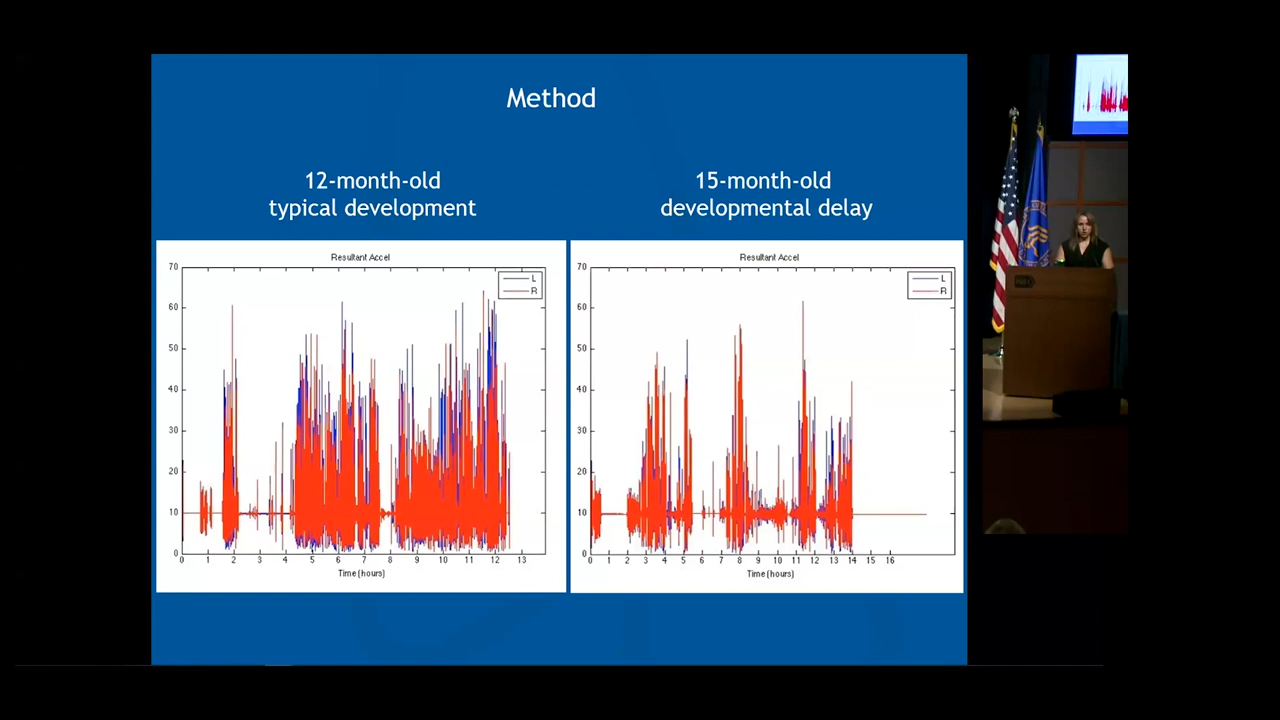 Method
12-month-old
typical development
15-month-old
developmental delay
Resultant Accel
70
60
50
40
30
20
10
0
L
R
0 1 2 3 4 5 6 7 8 9 10 11 12 13
Time (hours)
Resultant Accel
70
60
50
40
30
20
10
0
L
R
0 1 2 3 4 5 6 7 8 9 10 11 12 13 14 15 16
Time (hours)